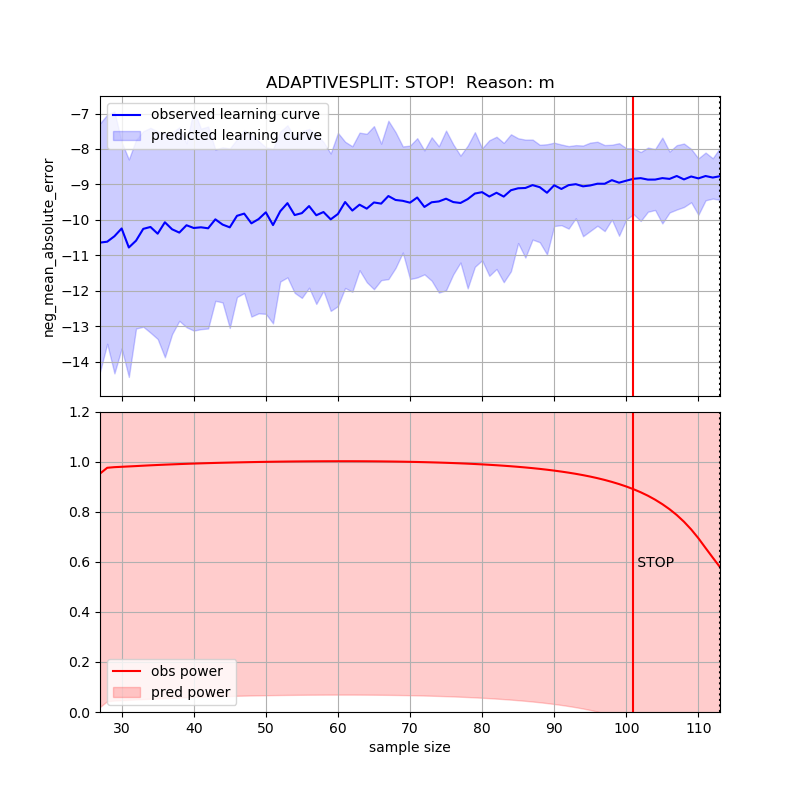 ADAPTIVESPLIT: STOP!  Reason: m
observed learning curve
predicted learning curve
neg_mean_absolute_error
−7
−8
−9
−10
−11
−12
−13
−14
1.2
1.0
0.8
0.6
0.4
0.2
0.0
STOP
obs power
pred power
30 40 50 60 70 80 90 100 110
sample size